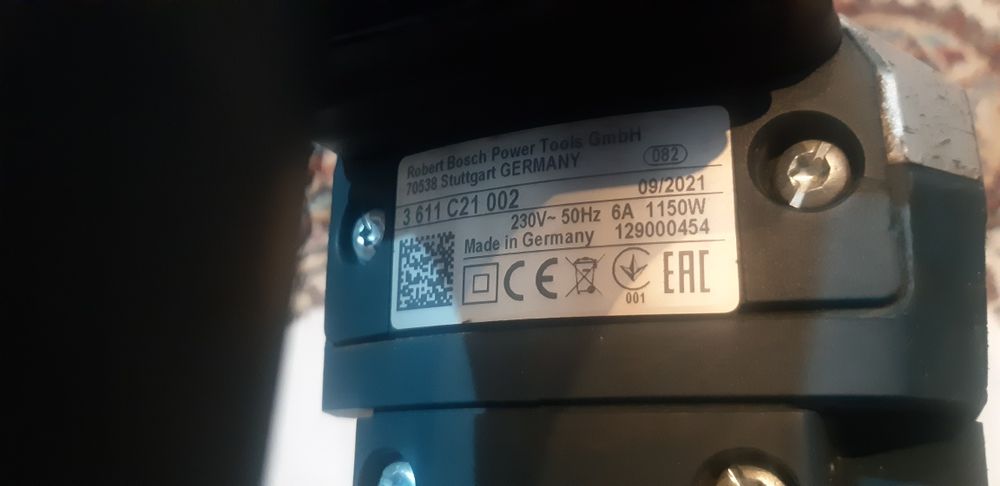 Robert Bosch Power Tools GmbH
70538 Stuttgart GERMANY 082
3 611 C21 002 09/2021
230V~ 50Hz 6A 1150W
Made in Germany 129000454
CE 001 EAC